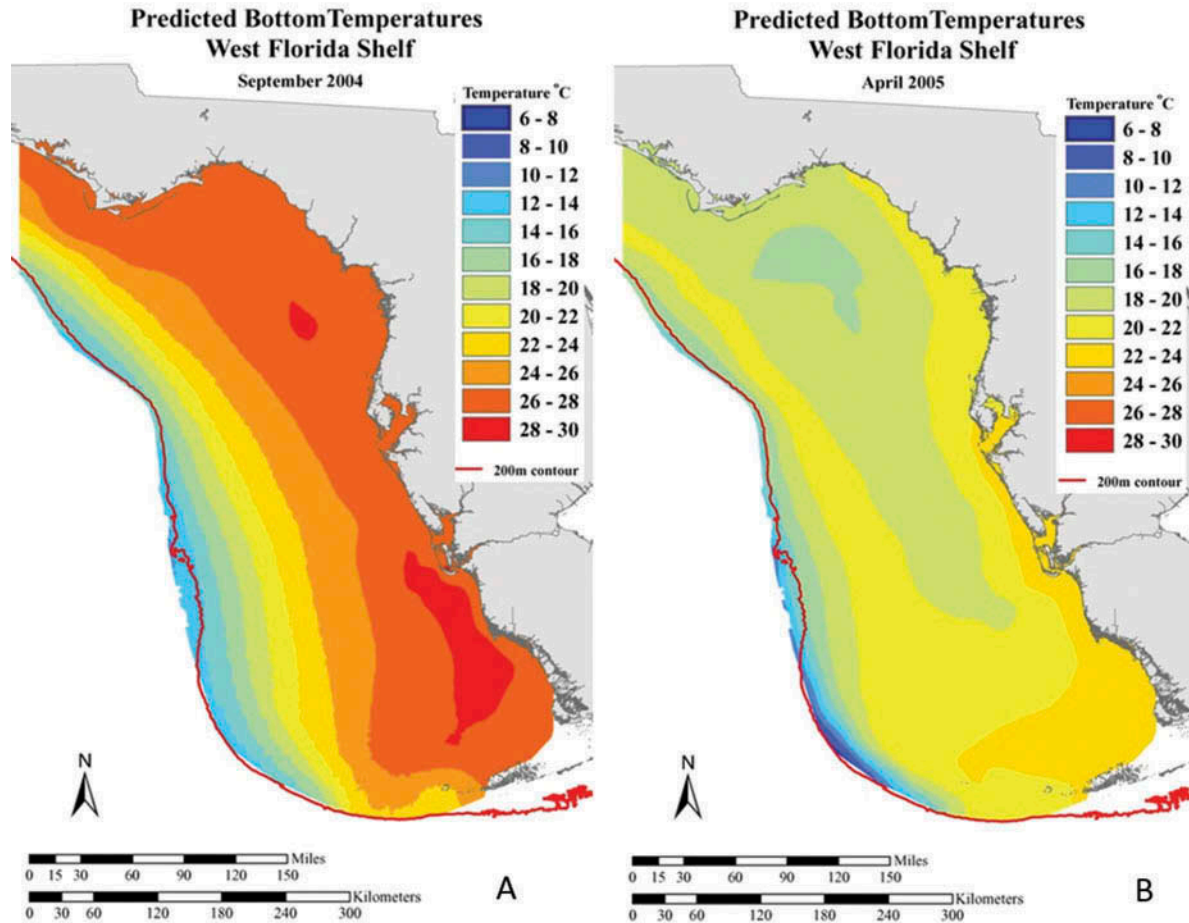 Predicted BottomTemperatures
West Florida Shelf
September 2004
Temperature °C
6 - 8
8 - 10
10 - 12
12 - 14
14 - 16
16 - 18
18 - 20
20 - 22
22 - 24
24 - 26
26 - 28
28 - 30
200m contour
N
Miles
0 15 30 60 90 120 150
Kilometers
0 30 60 120 180 240 300
A
Predicted BottomTemperatures
West Florida Shelf
April 2005
Temperature °C
6 - 8
8 - 10
10 - 12
12 - 14
14 - 16
16 - 18
18 - 20
20 - 22
22 - 24
24 - 26
26 - 28
28 - 30
200m contour
N
Miles
0 15 30 60 90 120 150
Kilometers
0 30 60 120 180 240 300
B